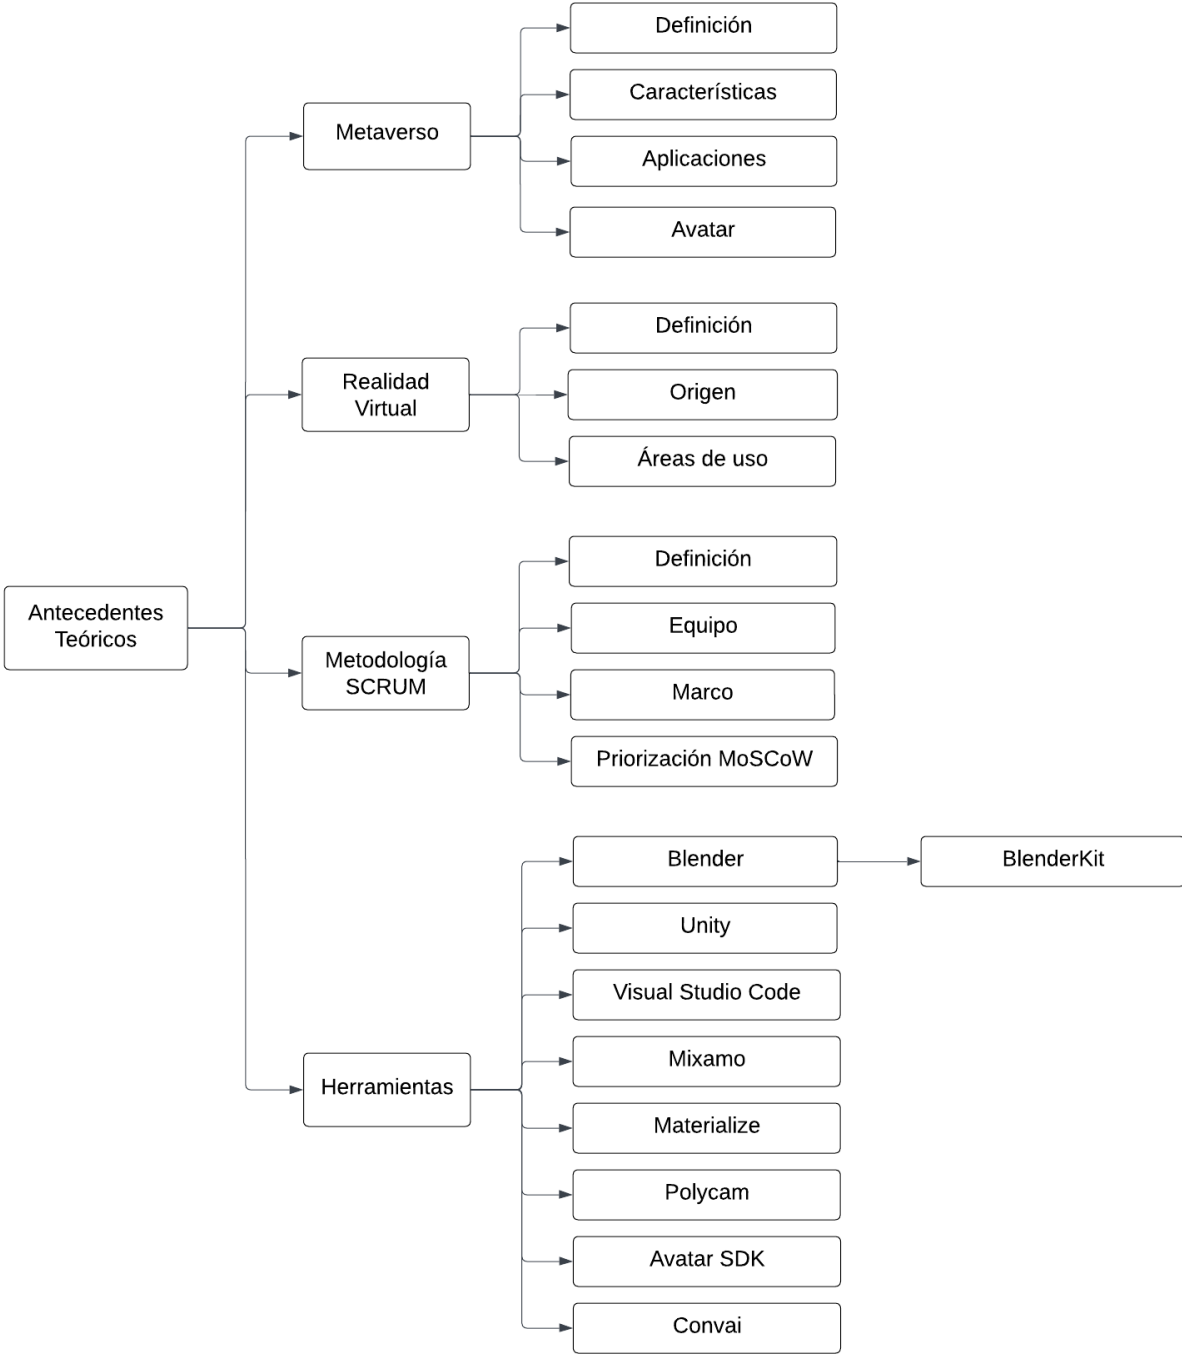 Definición
Características
Metaverso
Aplicaciones
Avatar
Definición
Realidad
Virtual
Origen
Áreas de uso
Antecedentes
Teóricos
Definición
Equipo
Metodología
SCRUM
Marco
Priorización MoSCoW
Blender
BlenderKit
Unity
Visual Studio Code
Mixamo
Herramientas
Materialize
Polycam
Avatar SDK
Convai